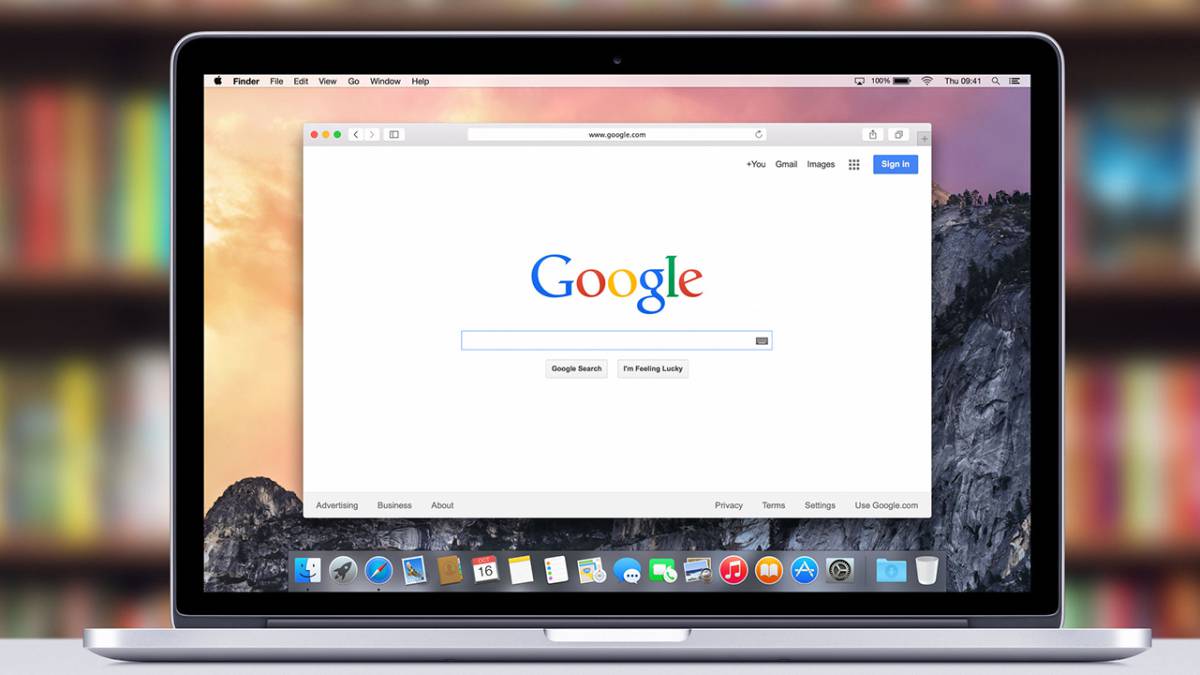 Finder File Edit View Go Window Help 100% Thu 09:41
www.google.com
+You Gmail Images Sign in
Google
Google Search I'm Feeling Lucky
Advertising Business About Privacy Terms Settings Use Google.com
OCT
16